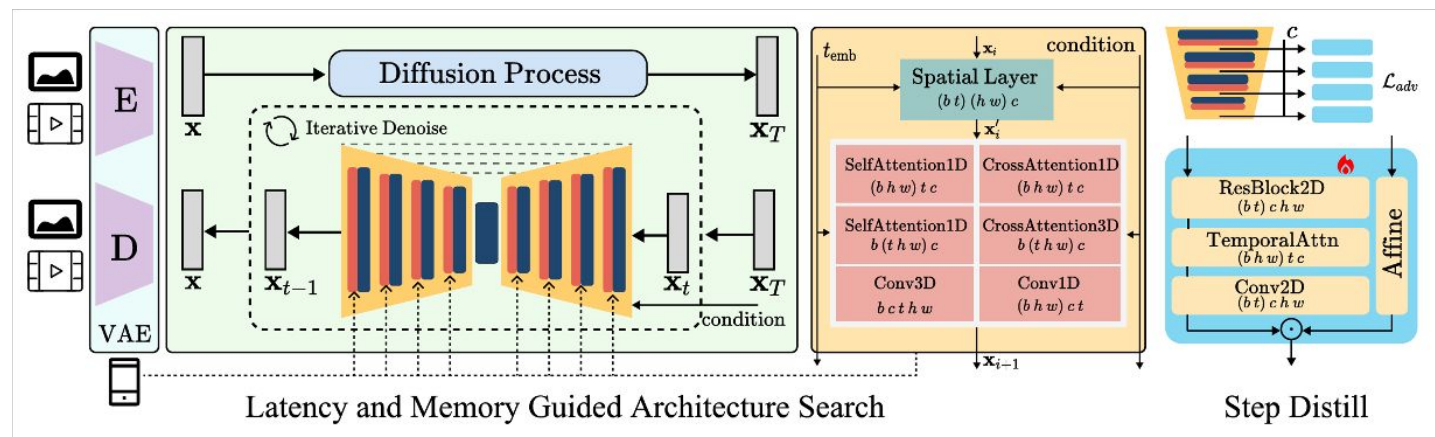 E
D
VAE
Diffusion Process
x
x_T
Iterative Denoise
x
x_{t−1}
x_t
x_T
condition
t_emb
x_i
condition
Spatial Layer
(b t) (h w) c
x_i'
SelfAttention1D
(b h w) t c
CrossAttention1D
(b h w) t c
SelfAttention1D
b (t h w) c
CrossAttention3D
b (t h w) c
Conv3D
b c t h w
Conv1D
(b h w) c t
x_{i−1}
c
L_adv
ResBlock2D
(b t) c h w
TemporalAttn
(b h w) t c
Conv2D
(b t) c h w
Affine
Latency and Memory Guided Architecture Search
Step Distill